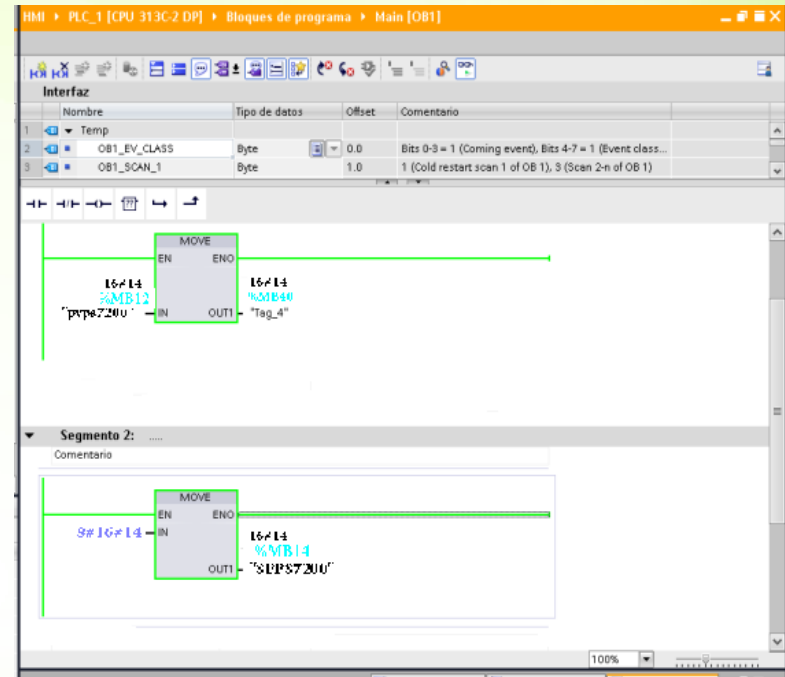 HMI ▸ PLC_1 [CPU 313C-2 DP] ▸ Bloques de programa ▸ Main [OB1]
Interfaz
Nombre Tipo de datos Offset Comentario
1 Temp
2 OB1_EV_CLASS Byte 0.0 Bits 0-3 = 1 (Coming event), Bits 4-7 = 1 (Event class...
3 OB1_SCAN_1 Byte 1.0 1 (Cold restart scan 1 of OB 1), 3 (Scan 2-n of OB 1)
MOVE
EN ENO
16#14 16#14
%MB12 %MB40
IN OUT1 "Tag_4"
Segmento 2: .....
Comentario
MOVE
EN ENO
IN 16#14
%MB14
OUT1
100%